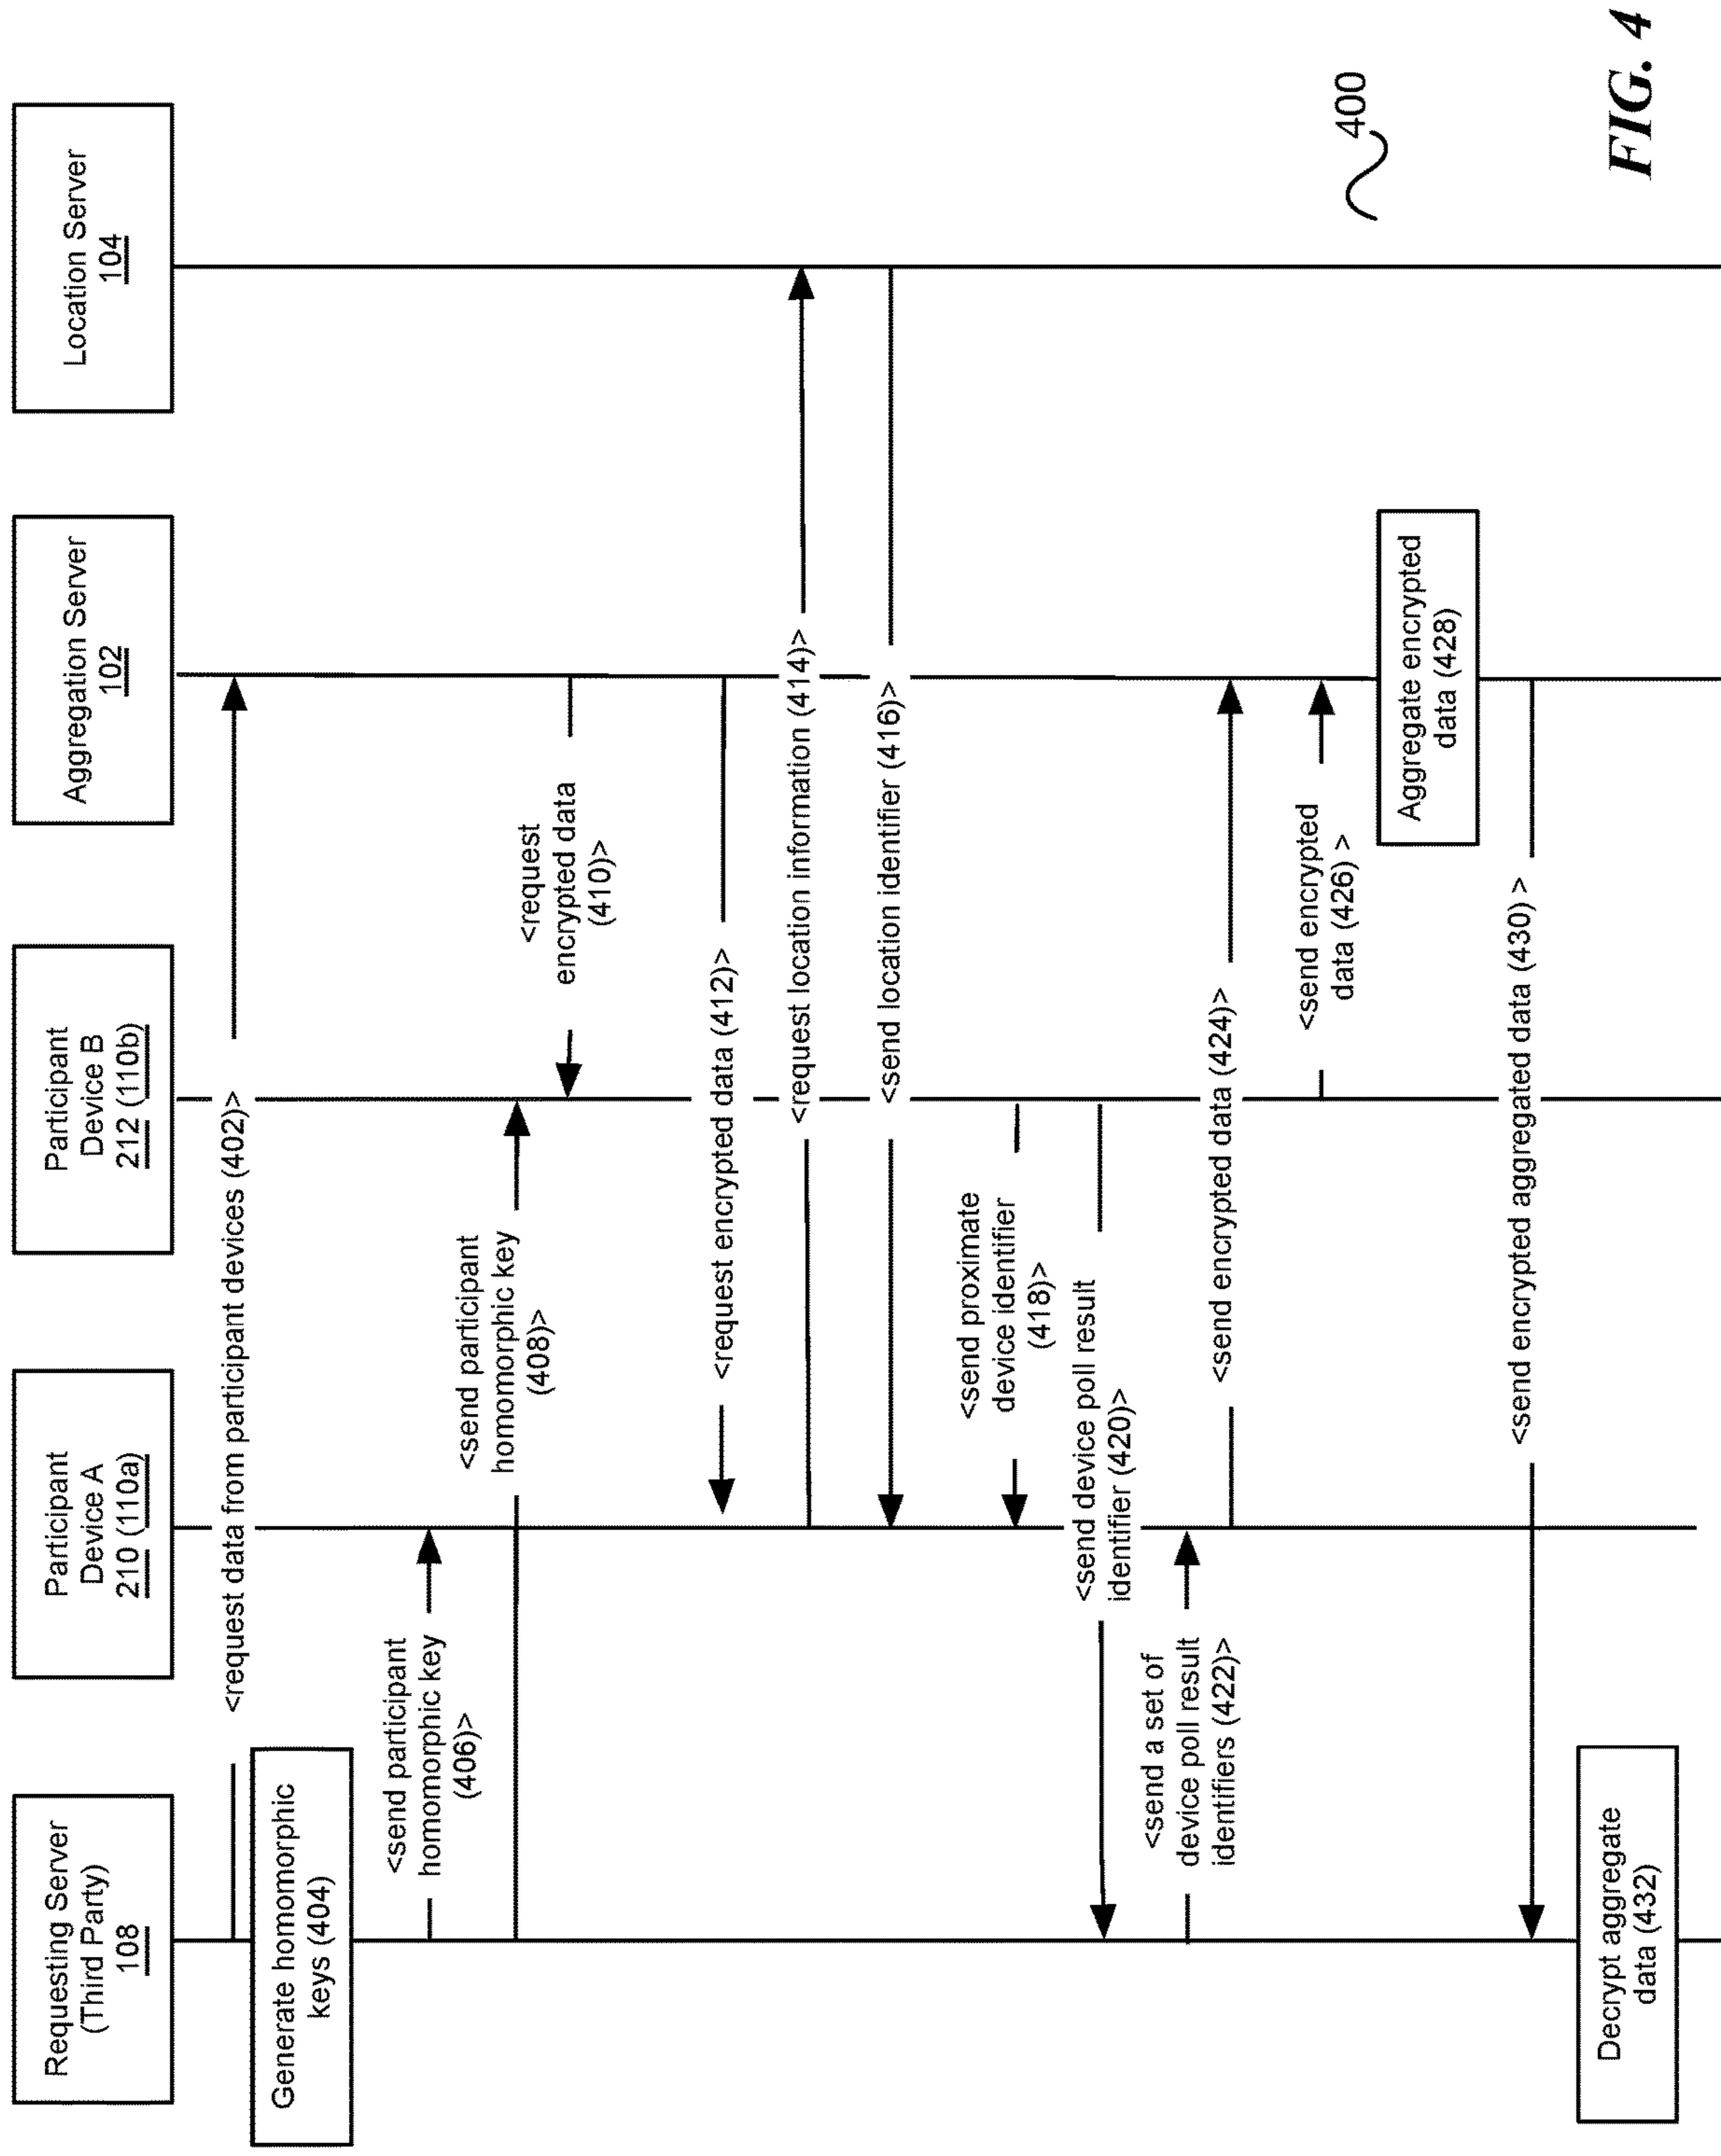 Requesting Server
(Third Party)
108
Participant
Device A
210 (110a)
Participant
Device B
212 (110b)
Aggregation Server
102
Location Server
104
<request data from participant devices (402)>
Generate homomorphic
keys (404)
<send participant
homomorphic key
(406)>
<send participant
homomorphic key
(408)>
<request
encrypted data
(410)>
<request encrypted data (412)>
<request location information (414)>
<send location identifier (416)>
<send proximate
device identifier
(418)>
<send device poll result
identifier (420)>
<send a set of
device poll result
identifiers (422)>
<send encrypted data (424)>
<send encrypted
data (426) >
Aggregate encrypted
data (428)
<send encrypted aggregated data (430) >
Decrypt aggregate
data (432)
400
FIG. 4